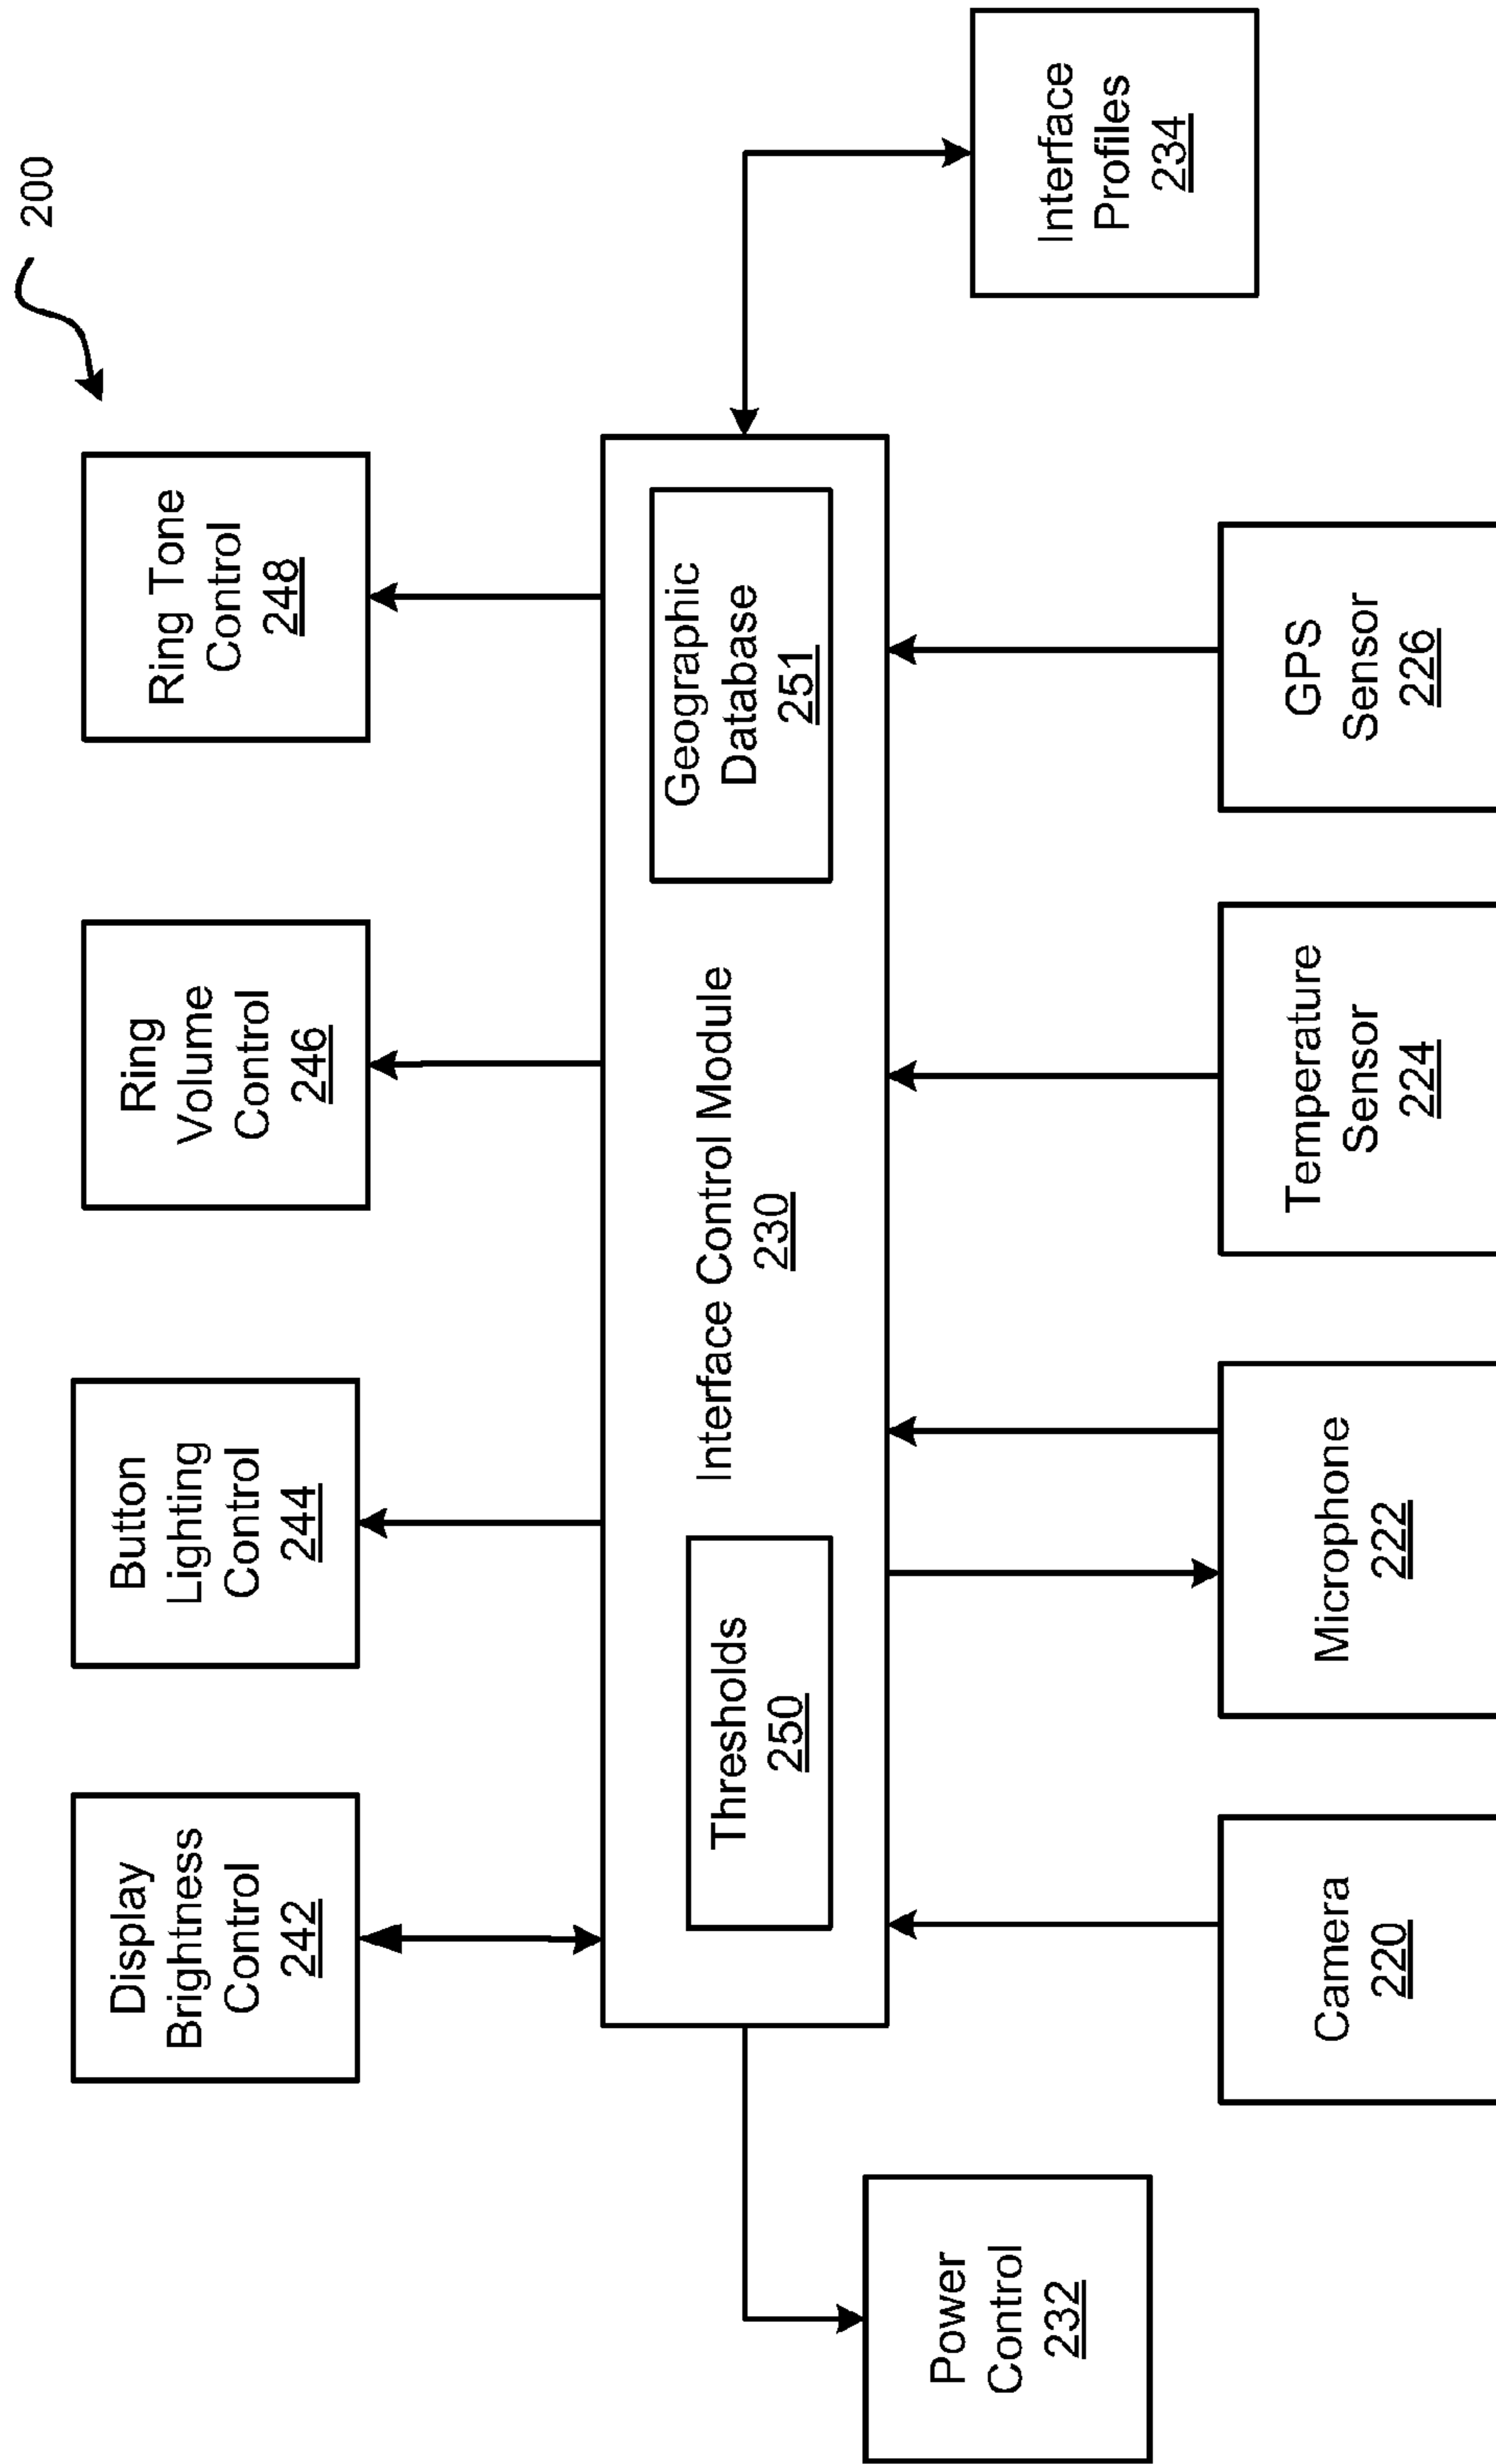 200
Display
Brightness
Control
242
Button
Lighting
Control
244
Ring
Volume
Control
246
Ring Tone
Control
248
Thresholds
250
Interface Control Module
230
Geographic
Database
251
Power
Control
232
Interface
Profiles
234
Camera
220
Microphone
222
Temperature
Sensor
224
GPS
Sensor
226